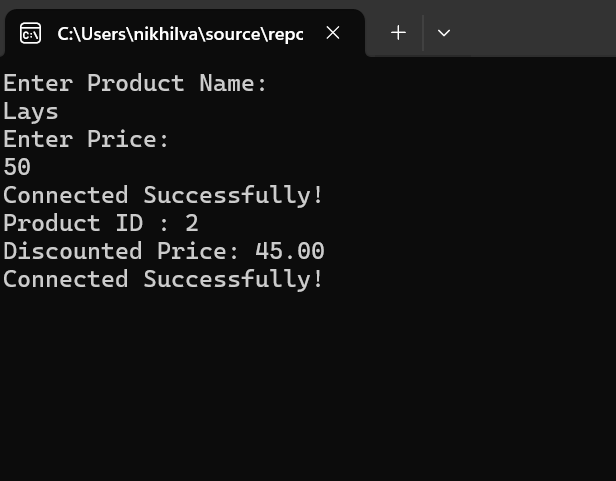 C:\Users\nikhilva\source\repc
Enter Product Name:
Lays
Enter Price:
50
Connected Successfully!
Product ID : 2
Discounted Price: 45.00
Connected Successfully!